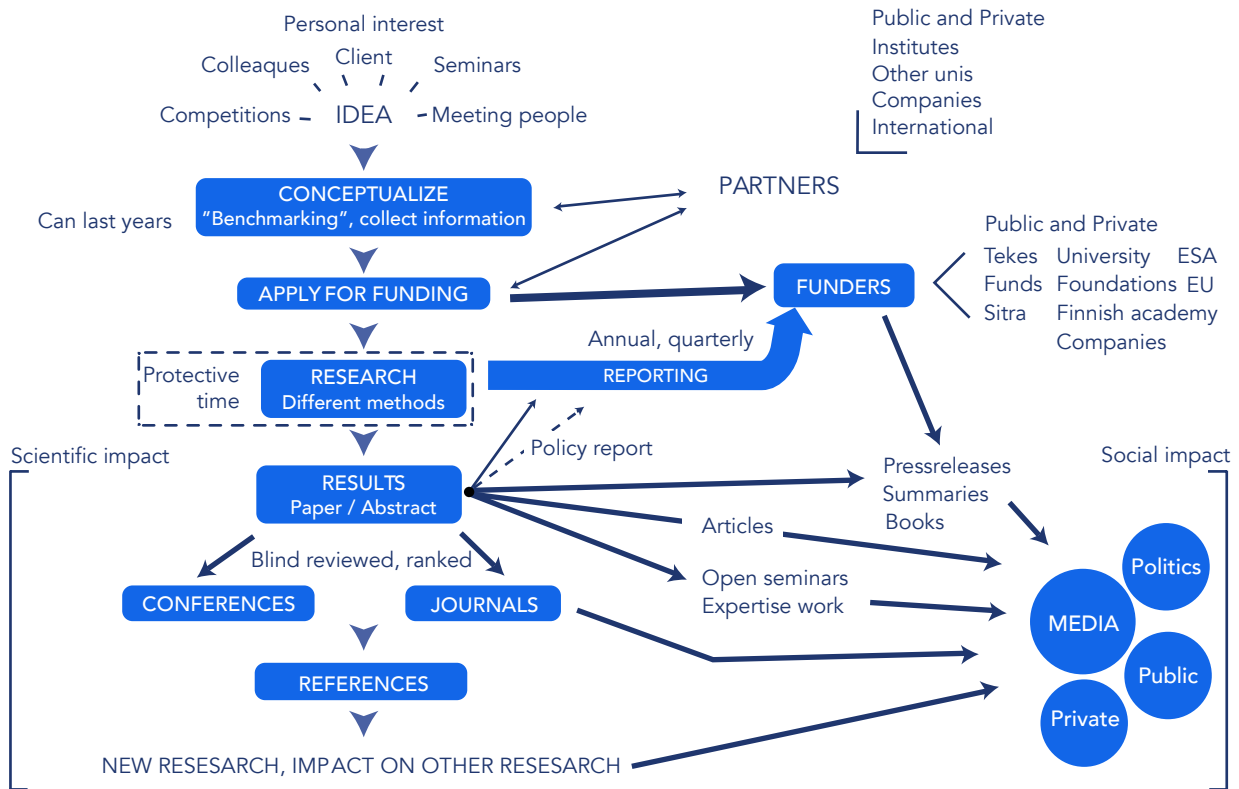 Personal interest
Client
Colleaques
Seminars
Competitions
IDEA
Meeting people
Public and Private
Institutes
Other unis
Companies
International
CONCEPTUALIZE
"Benchmarking", collect information
Can last years
PARTNERS
APPLY FOR FUNDING
FUNDERS
Public and Private
Tekes University ESA
Funds Foundations EU
Sitra Finnish academy
Companies
Annual, quarterly
REPORTING
Protective
time
RESEARCH
Different methods
Policy report
Scientific impact
Social impact
RESULTS
Paper / Abstract
Pressreleases
Summaries
Books
Articles
Blind reviewed, ranked
Open seminars
Expertise work
CONFERENCES
JOURNALS
Politics
MEDIA
Public
Private
REFERENCES
NEW RESESARCH, IMPACT ON OTHER RESESARCH